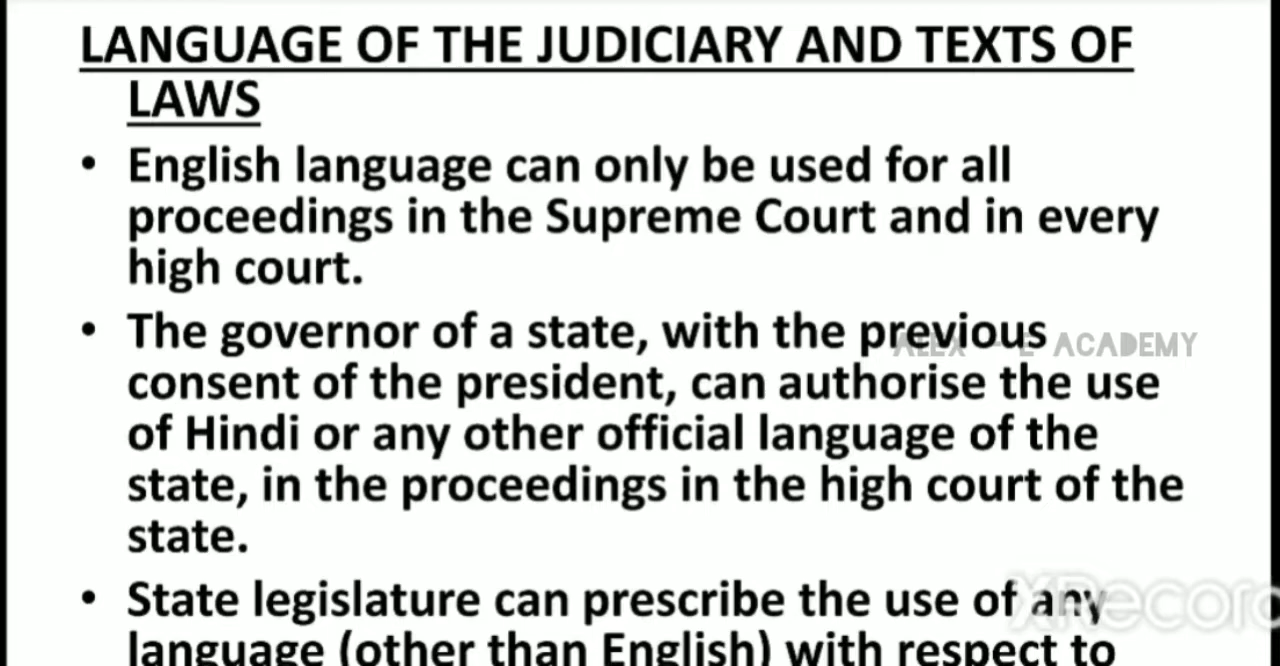 LANGUAGE OF THE JUDICIARY AND TEXTS OF
LAWS
• English language can only be used for all
proceedings in the Supreme Court and in every
high court.
• The governor of a state, with the previous
ACADEMY
consent of the president, can authorise the use
of Hindi or any other official language of the
state, in the proceedings in the high court of the
state.
• State legislature can prescribe the use of any
XRecord
language (other than English) with respect to